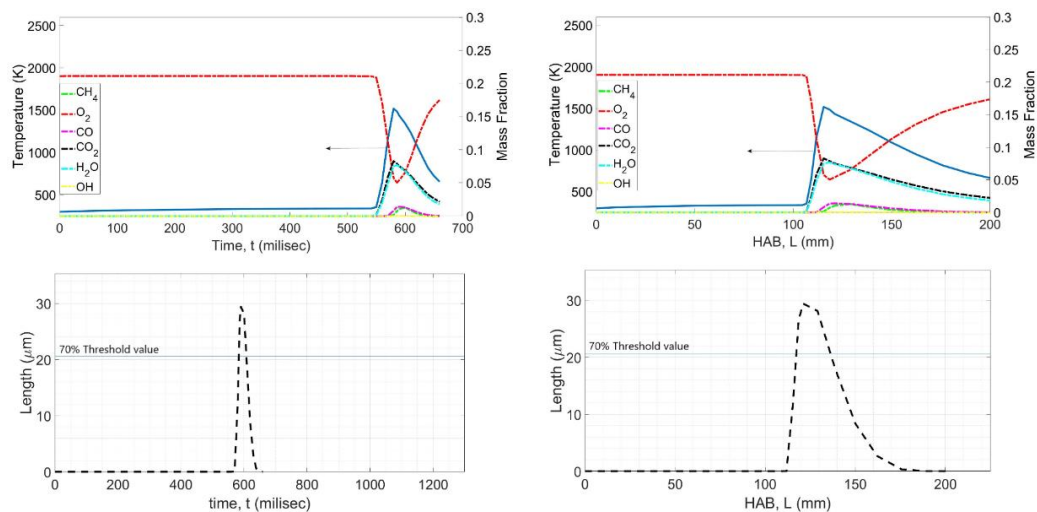 2500
2000
1500
1000
500
Temperature (K)
0.3
0.25
0.2
0.15
0.1
0.05
0
Mass Fraction
CH4
O2
CO
CO2
H2O
OH
0 100 200 300 400 500 600 700
Time, t (milisec)
2500
2000
1500
1000
500
Temperature (K)
0.3
0.25
0.2
0.15
0.1
0.05
0
Mass Fraction
CH4
O2
CO
CO2
H2O
OH
0 50 100 150 200
HAB, L (mm)
30
20
10
0
Length (μm)
70% Threshold value
0 200 400 600 800 1000 1200
time, t (milisec)
30
20
10
0
Length (μm)
70% Threshold value
0 50 100 150 200
HAB, L (mm)